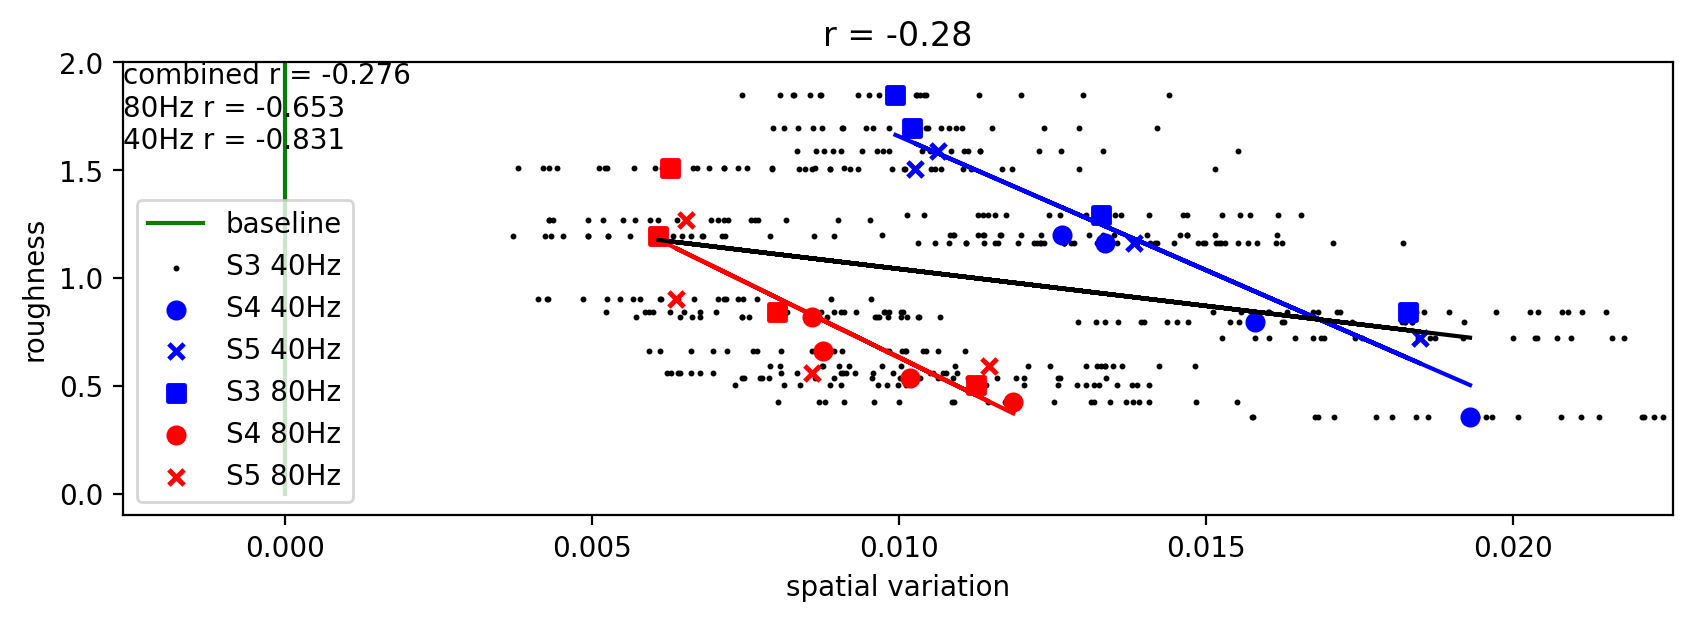 r = -0.28
combined r = -0.276
80Hz r = -0.653
40Hz r = -0.831
baseline
S3 40Hz
S4 40Hz
S5 40Hz
S3 80Hz
S4 80Hz
S5 80Hz
roughness
2.0
1.5
1.0
0.5
0.0
0.000 0.005 0.010 0.015 0.020
spatial variation